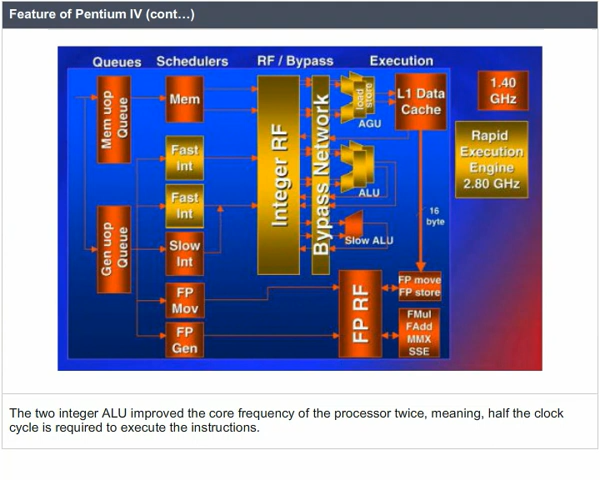 Feature of Pentium IV (cont…)
Queues
Schedulers
RF / Bypass
Execution
Mem uop
Queue
Mem
Fast
Int
Fast
Int
Gen uop
Queue
Slow
Int
FP
Mov
FP
Gen
Integer RF
Bypass Network
load
store
AGU
ALU
Slow ALU
L1 Data
Cache
16
byte
FP RF
FP move
FP store
FMul
FAdd
MMX
SSE
1.40
GHz
Rapid
Execution
Engine
2.80 GHz
The two integer ALU improved the core frequency of the processor twice, meaning, half the clock
cycle is required to execute the instructions.